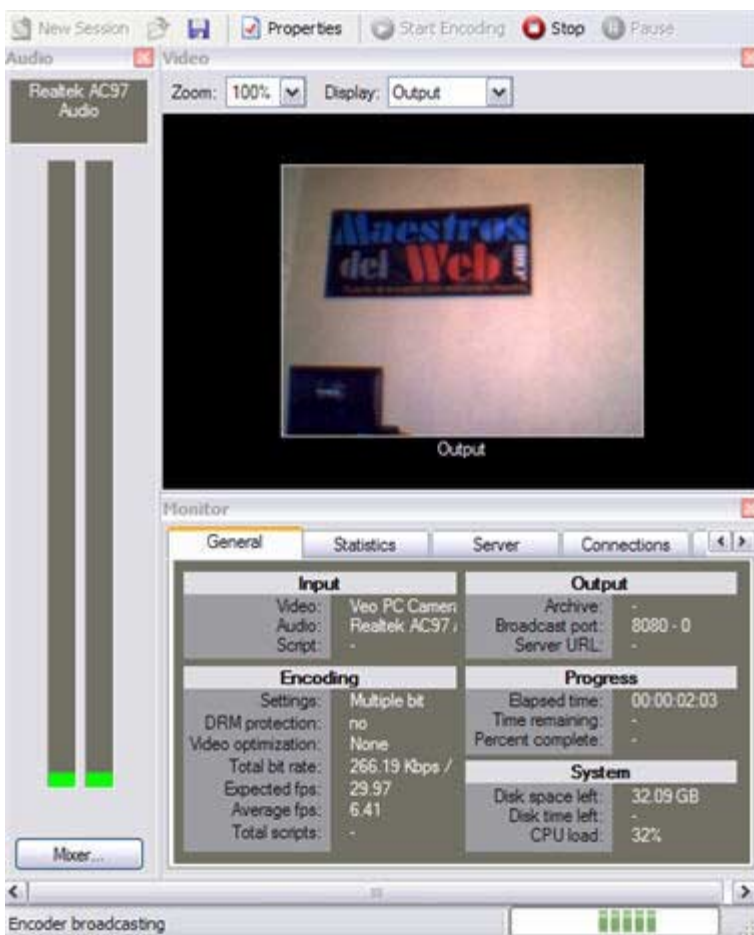 New Session Properties Start Encoding Stop Pause
Audio
Realtek AC97
Audio
Mixer...
Video
Zoom: 100% Display: Output
Maestros
del Web .com
Output
Monitor
General Statistics Server Connections
Input
Video: Veo PC Camer
Audio: Realtek AC97
Script: -
Encoding
Settings: Multiple bit
DRM protection: no
Video optimization: None
Total bit rate: 266.19 Kbps /
Expected fps: 29.97
Average fps: 6.41
Total scripts: -
Output
Archive: -
Broadcast port: 8080 - 0
Server URL: -
Progress
Elapsed time: 00:00:02:03
Time remaining: -
Percent complete: -
System
Disk space left: 32.09 GB
Disk time left: -
CPU load: 32%
Encoder broadcasting